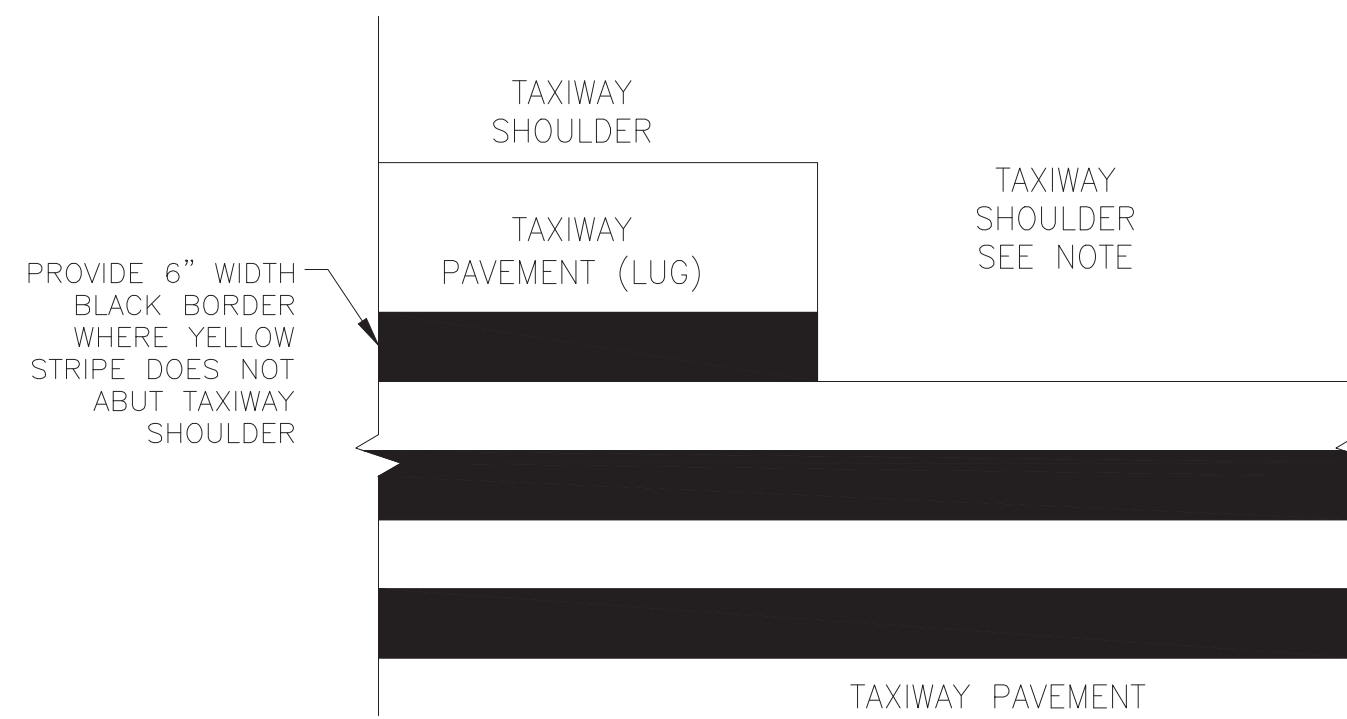 TAXIWAY
SHOULDER
TAXIWAY
SHOULDER
SEE NOTE
TAXIWAY
PAVEMENT (LUG)
PROVIDE 6” WIDTH
BLACK BORDER
WHERE YELLOW
STRIPE DOES NOT
ABUT TAXIWAY
SHOULDER
TAXIWAY PAVEMENT